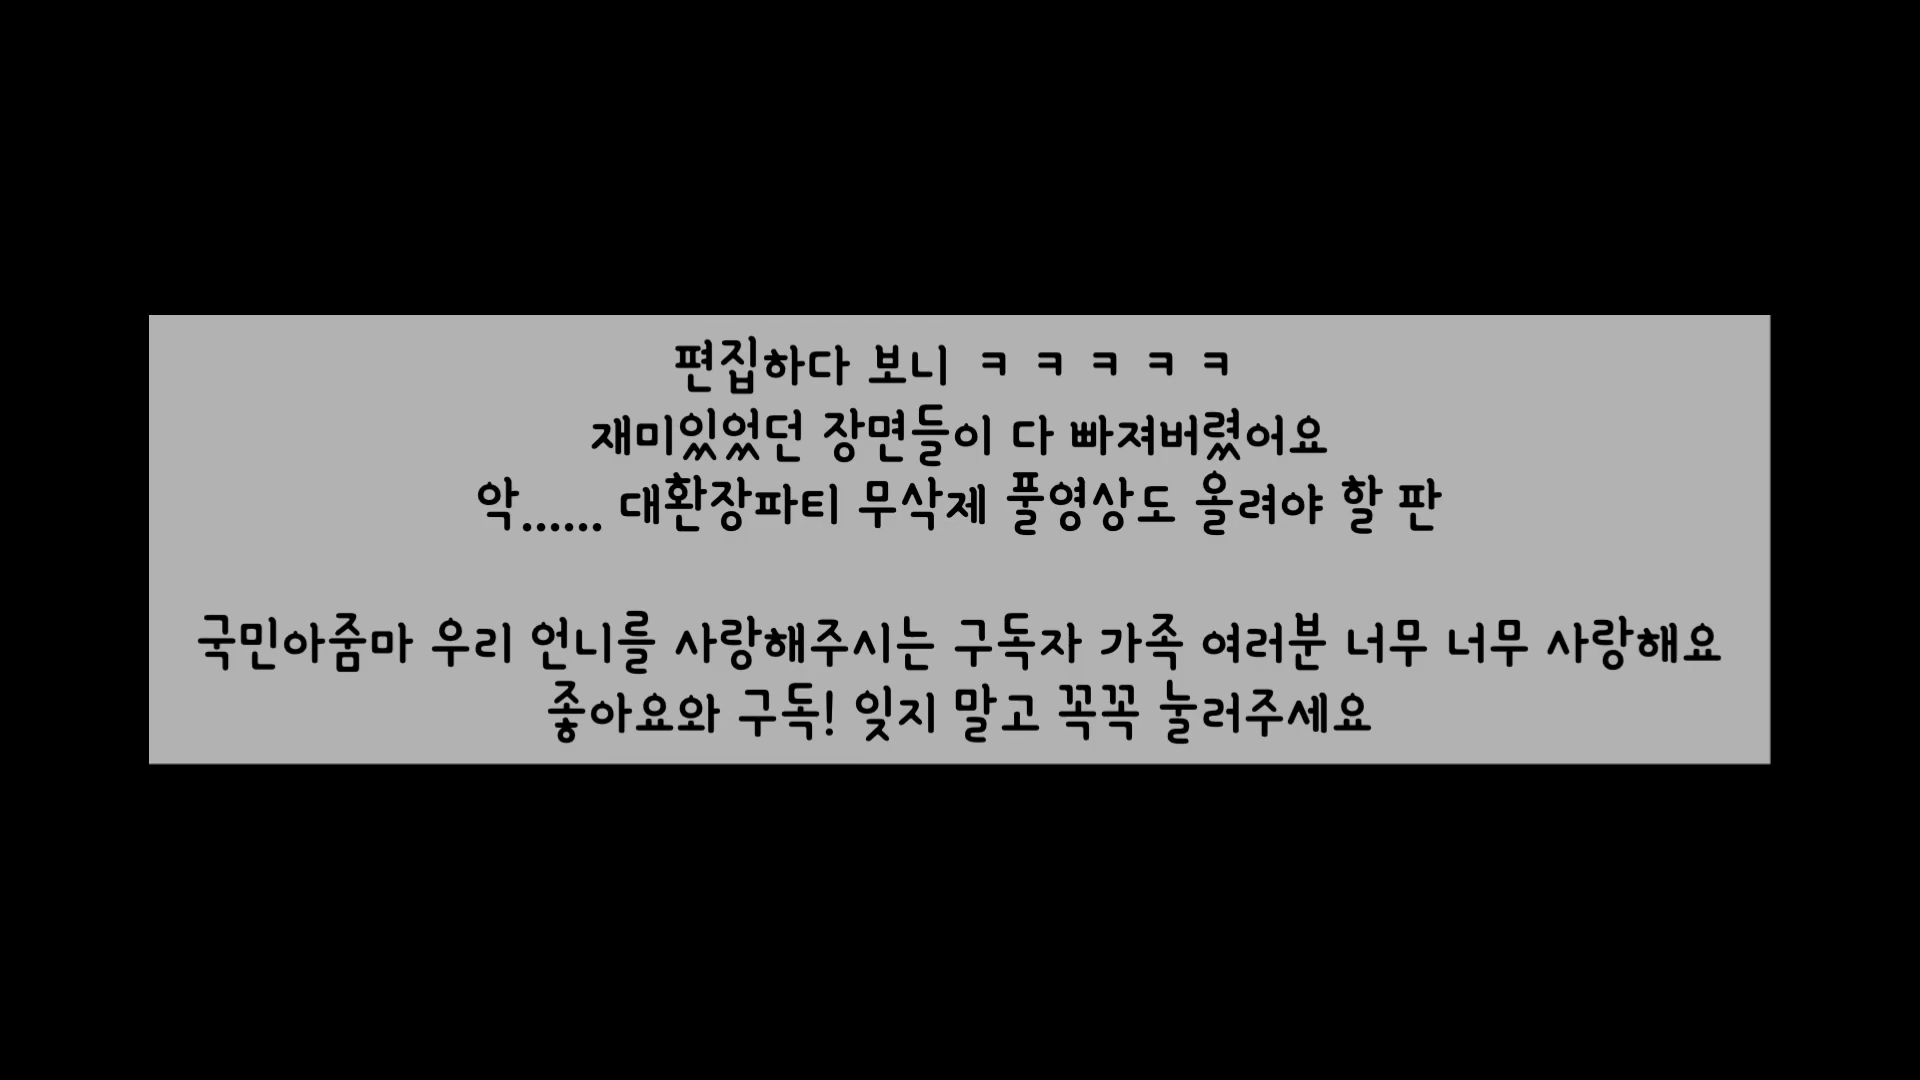 편집하다 보니 ㅋㅋㅋㅋㅋ
재미있었던 장면들이 다 빠져버렸어요
악...... 대환장파티 무삭제 풀영상도 올려야 할 판
국민아줌마 우리 언니를 사랑해주시는 구독자 가족 여러분 너무 너무 사랑해요
좋아요와 구독! 잊지 말고 꼭꼭 눌러주세요